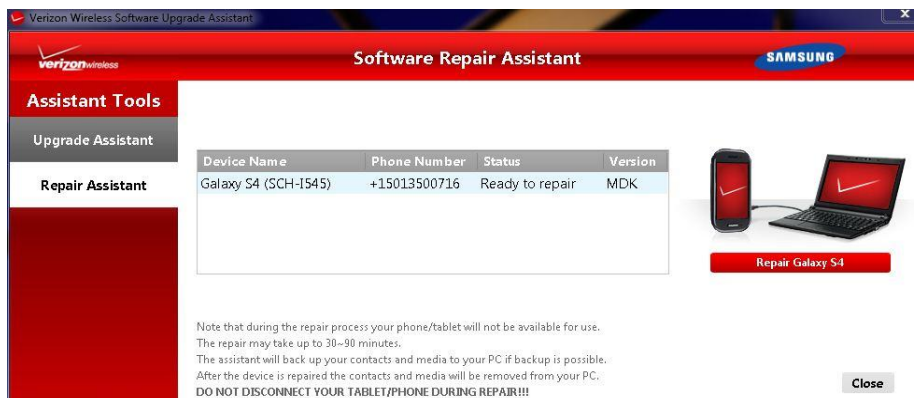 Verizon Wireless Software Upgrade Assistant
x
verizonwireless
Software Repair Assistant
SAMSUNG
Assistant Tools
Upgrade Assistant
Repair Assistant
Device Name Phone Number Status Version
Galaxy S4 (SCH-I545) +15013500716 Ready to repair MDK
Repair Galaxy S4
Note that during the repair process your phone/tablet will not be available for use.
The repair may take up to 30~90 minutes.
The assistant will back up your contacts and media to your PC if backup is possible.
After the device is repaired the contacts and media will be removed from your PC.
DO NOT DISCONNECT YOUR TABLET/PHONE DURING REPAIR!!!
Close